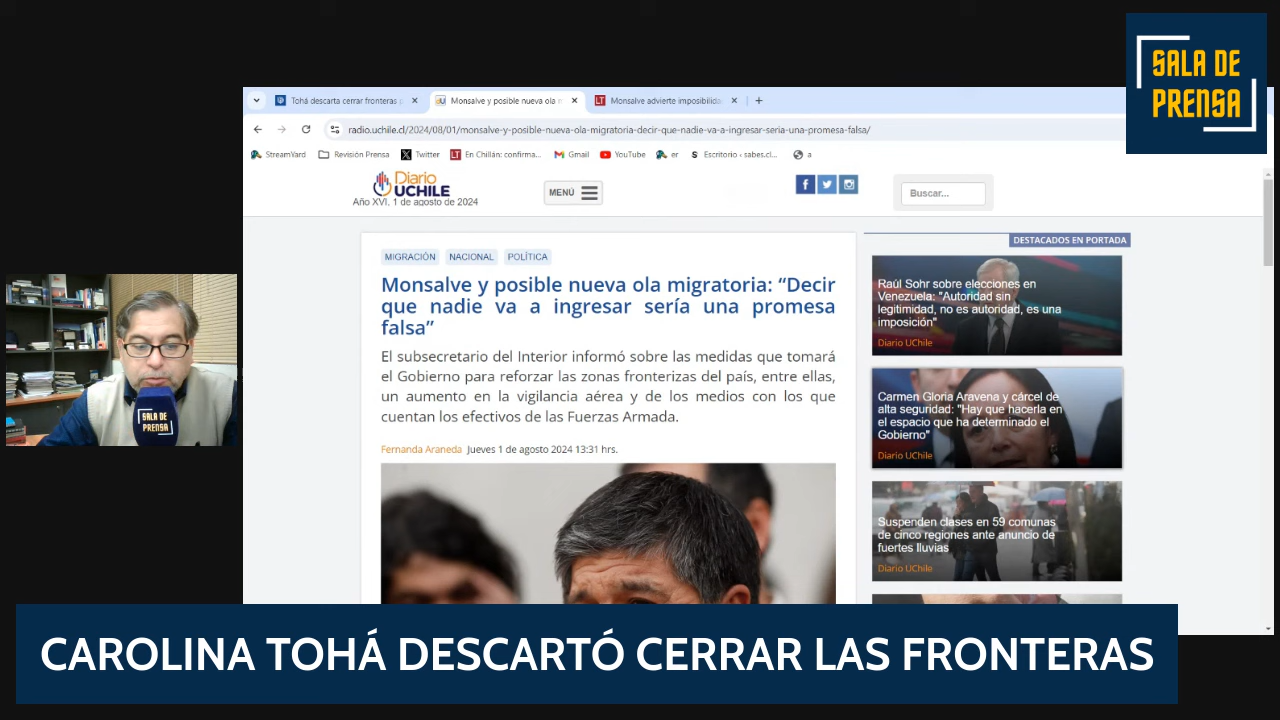 SALA DE
PRENSA
Tohá descarta cerrar fronteras
Monsalve y posible nueva ola m
Monsalve advierte imposibilida
radio.uchile.cl/2024/08/01/monsalve-y-posible-nueva-ola-migratoria-decir-que-nadie-va-a-ingresar-seria-una-promesa-falsa/
StreamYard
Revisión Prensa
Twitter
En Chillán: confirma...
Gmail
YouTube
er
Escritorio ‹ sabes.cl...
a
Diario
UCHILE
Año XVI, 1 de agosto de 2024
MENÚ
Buscar...
MIGRACIÓN
NACIONAL
POLÍTICA
Monsalve y posible nueva ola migratoria: “Decir
que nadie va a ingresar sería una promesa
falsa”
El subsecretario del Interior informó sobre las medidas que tomará
el Gobierno para reforzar las zonas fronterizas del país, entre ellas,
un aumento en la vigilancia aérea y de los medios con los que
cuentan los efectivos de las Fuerzas Armada.
Fernanda Araneda Jueves 1 de agosto 2024 13:31 hrs.
DESTACADOS EN PORTADA
Raúl Sohr sobre elecciones en
Venezuela: "Autoridad sin
legitimidad, no es autoridad, es una
imposición"
Diario UChile
Carmen Gloria Aravena y cárcel de
alta seguridad: "Hay que hacerla en
el espacio que ha determinado el
Gobierno"
Diario UChile
Suspenden clases en 59 comunas
de cinco regiones ante anuncio de
fuertes lluvias
Diario UChile
SALA DE
PRENSA
CAROLINA TOHÁ DESCARTÓ CERRAR LAS FRONTERAS